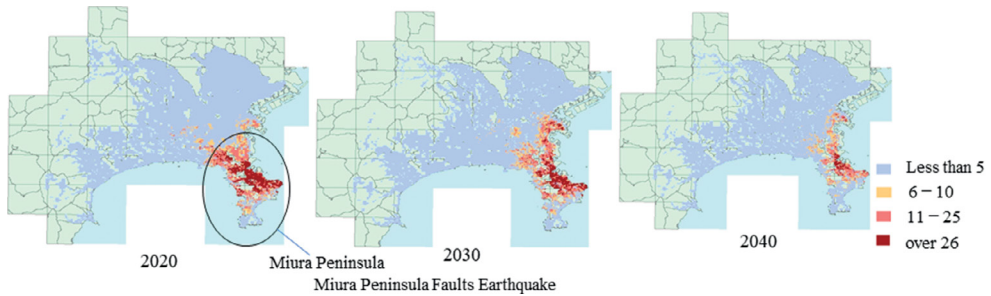 2020
Miura Peninsula
Miura Peninsula Faults Earthquake
2030
2040
Less than 5
6－10
11－25
over 26